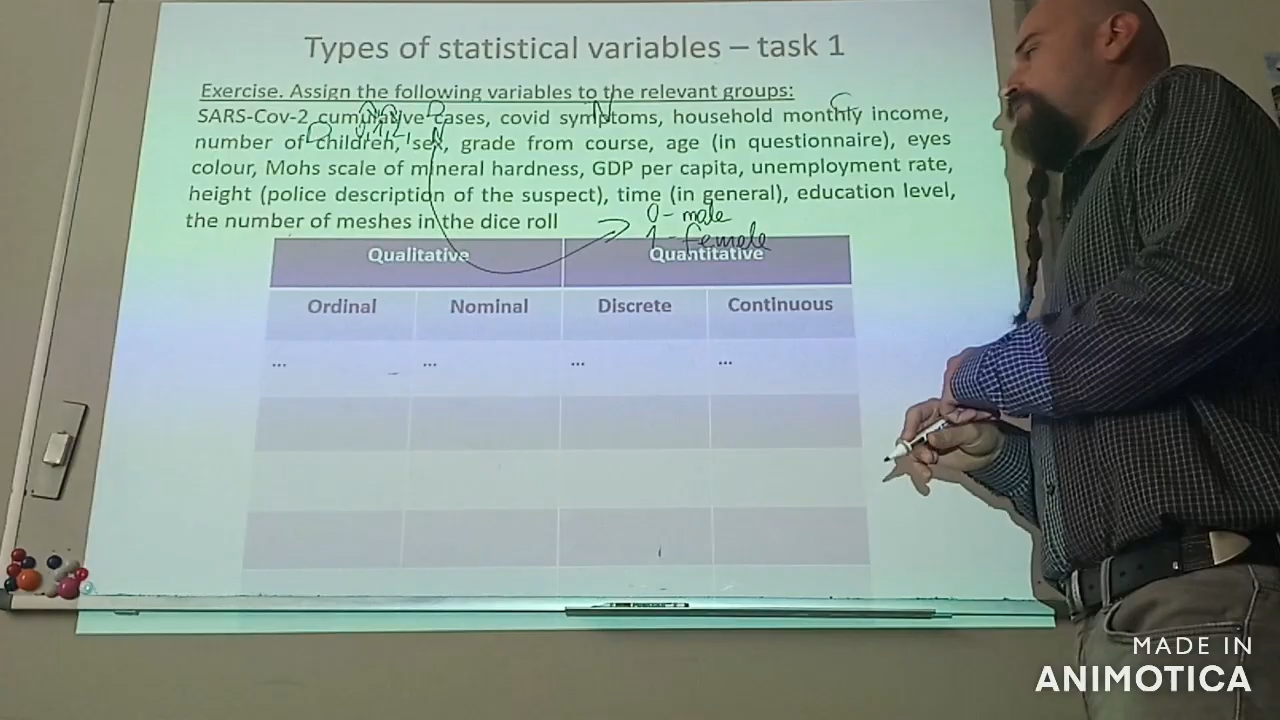 Types of statistical variables – task 1
Exercise. Assign the following variables to the relevant groups:
SARS-Cov-2 cumulative cases, covid symptoms, household monthly income,
number of children, sex, grade from course, age (in questionnaire), eyes
colour, Mohs scale of mineral hardness, GDP per capita, unemployment rate,
height (police description of the suspect), time (in general), education level,
the number of meshes in the dice roll
D N C
D N
0 - male
1 - female
Qualitative Quantitative
Ordinal Nominal Discrete Continuous
... ... ... ...
MADE IN
ANIMOTICA